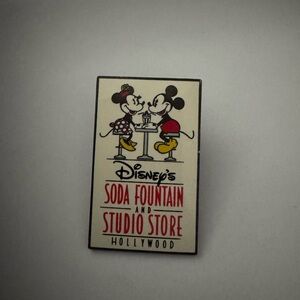 Disney's
SODA FOUNTAIN
AND
STUDIO STORE
HOLLYWOOD